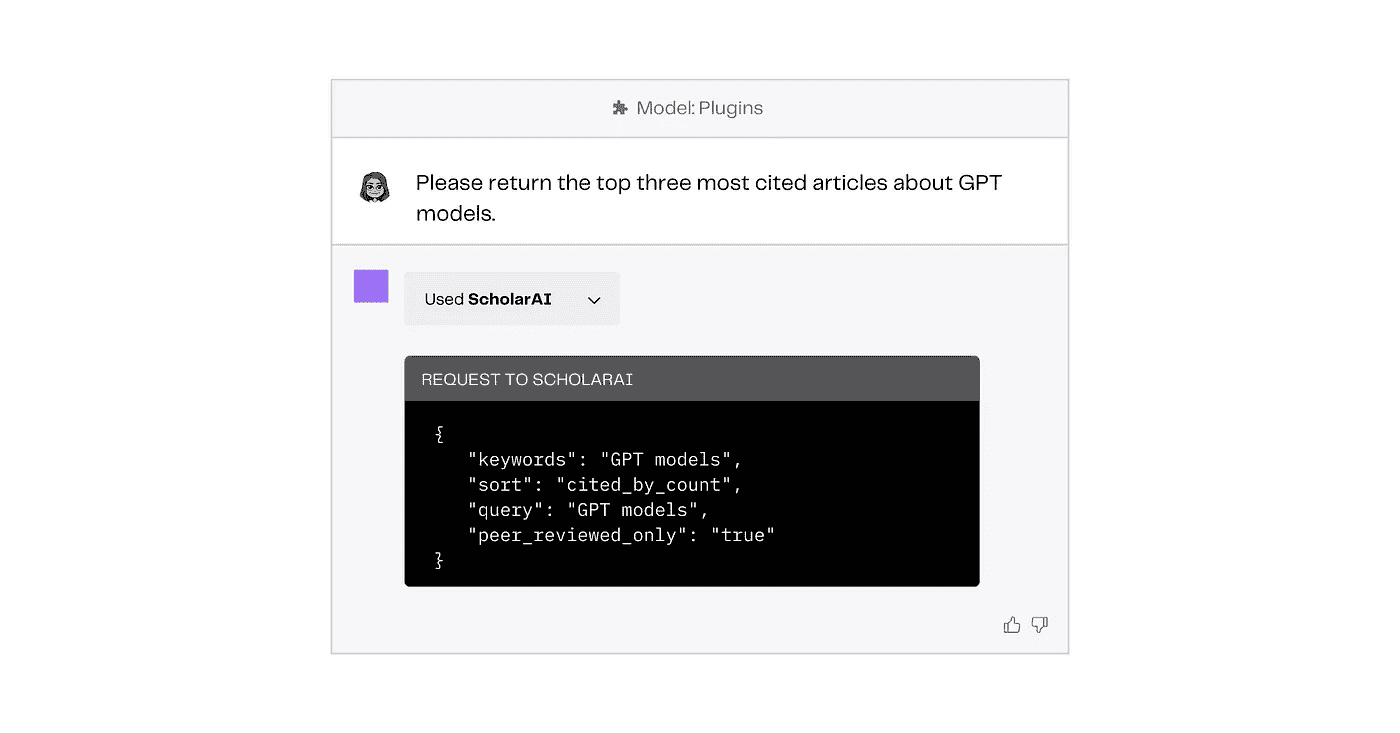 Model: Plugins
Please return the top three most cited articles about GPT
models.
Used ScholarAI
REQUEST TO SCHOLARAI
{
"keywords": "GPT models",
"sort": "cited_by_count",
"query": "GPT models",
"peer_reviewed_only": "true"
}